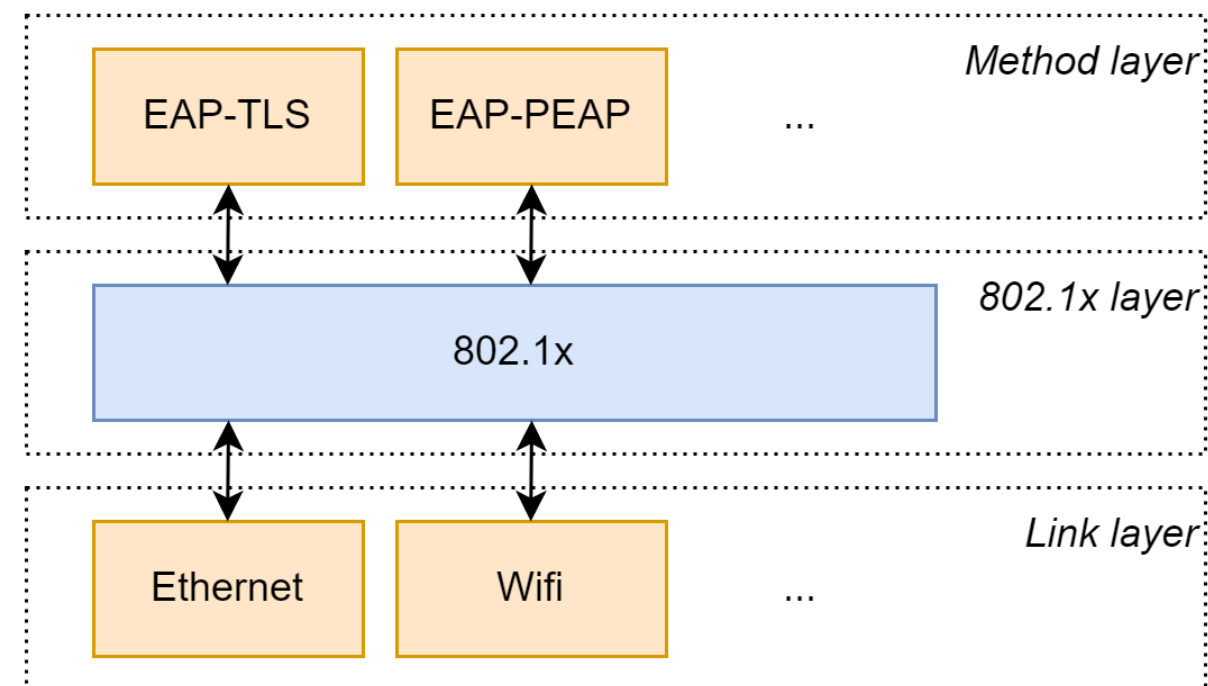 Method layer
EAP-TLS
EAP-PEAP
...
802.1x layer
802.1x
Link layer
Ethernet
Wifi
...